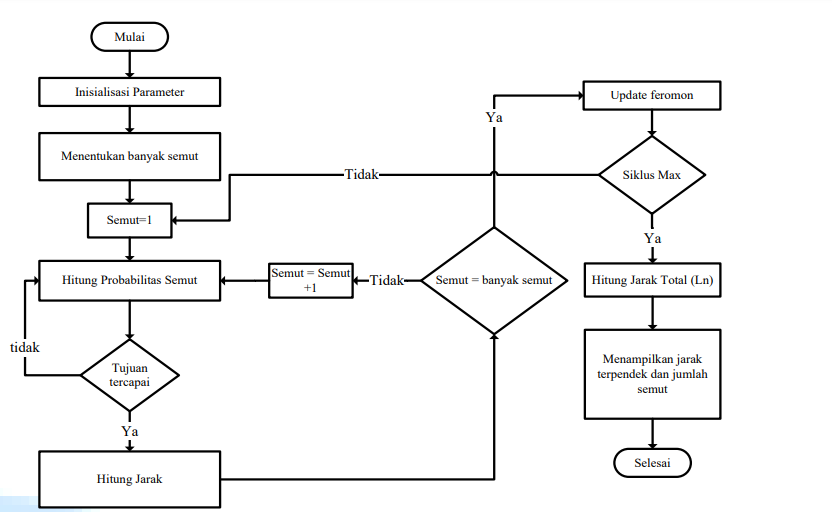 Mulai
Inisialisasi Parameter
Menentukan banyak semut
Semut=1
Hitung Probabilitas Semut
tidak
Tujuan
tercapai
Ya
Hitung Jarak
Semut = Semut
+1
Tidak
Semut = banyak semut
Ya
Tidak
Update feromon
Siklus Max
Ya
Hitung Jarak Total (Ln)
Menampilkan jarak
terpendek dan jumlah
semut
Selesai